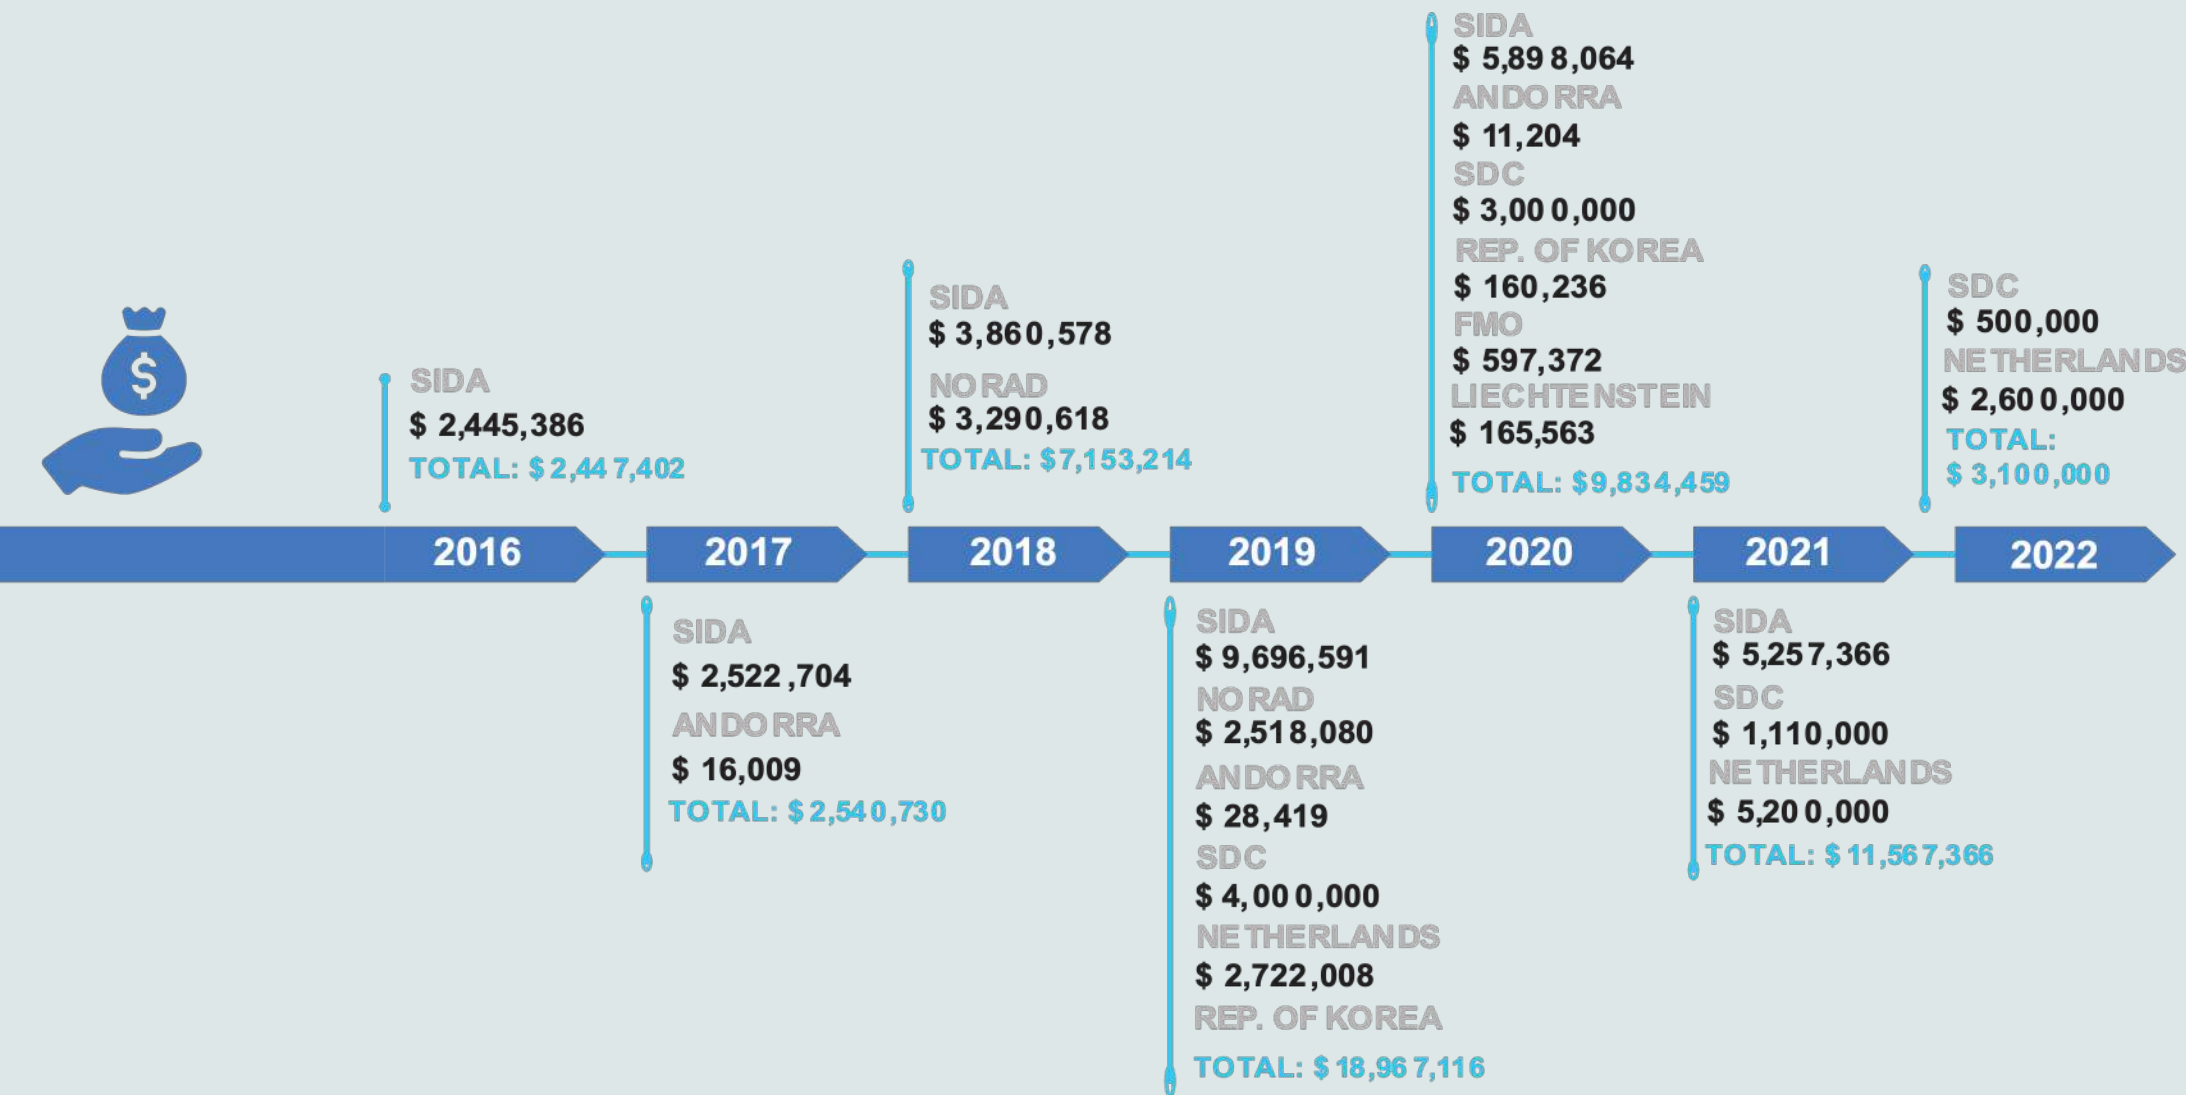 $
SIDA
$ 2,445,386
TOTAL: $2,447,402
2016
2017
SIDA
$ 2,522,704
ANDORRA
$ 16,009
TOTAL: $2,540,730
SIDA
$ 3,860,578
NORAD
$ 3,290,618
TOTAL: $7,153,214
2018
2019
SIDA
$ 9,696,591
NORAD
$ 2,518,080
ANDORRA
$ 28,419
SDC
$ 4,000,000
NETHERLANDS
$ 2,722,008
REP. OF KOREA
TOTAL: $18,967,116
SIDA
$ 5,898,064
ANDORRA
$ 11,204
SDC
$ 3,000,000
REP. OF KOREA
$ 160,236
FMO
$ 597,372
LIECHTENSTEIN
$ 165,563
TOTAL: $9,834,459
2020
2021
SIDA
$ 5,257,366
SDC
$ 1,110,000
NETHERLANDS
$ 5,200,000
TOTAL: $11,567,366
SDC
$ 500,000
NETHERLANDS
$ 2,600,000
TOTAL:
$ 3,100,000
2022